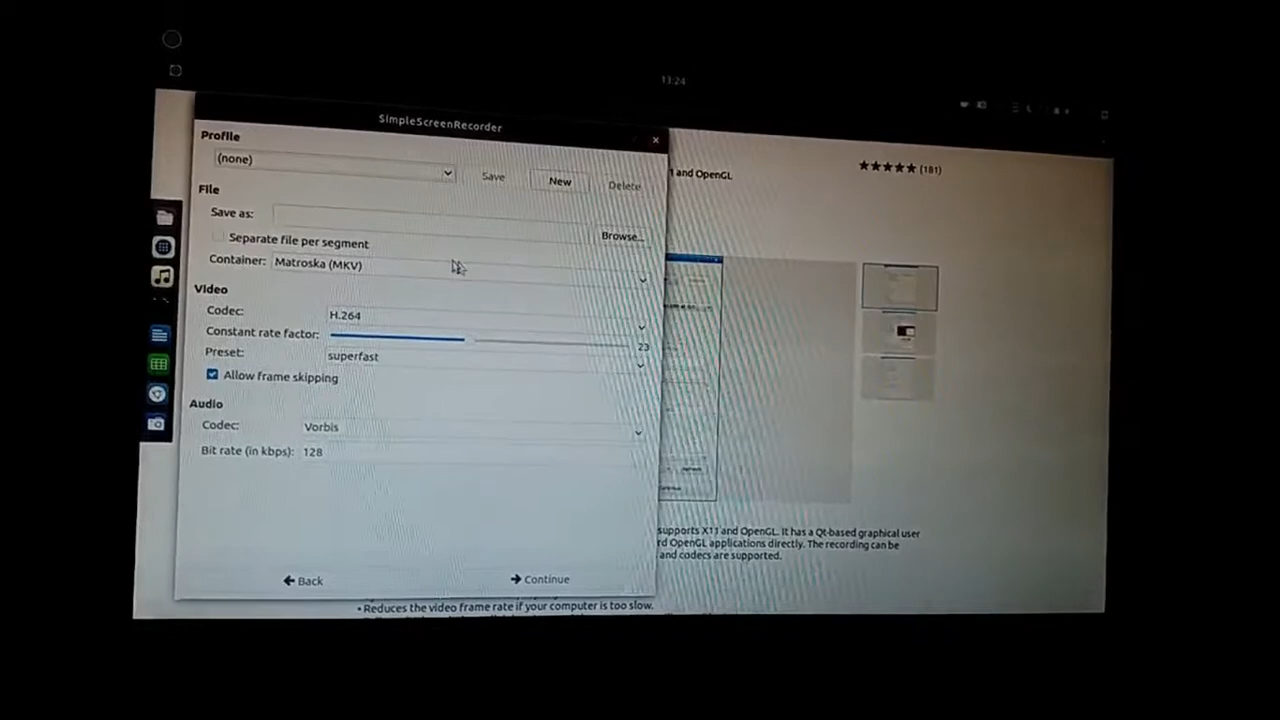 13:24
SimpleScreenRecorder
Profile
(none)
Save
New
Delete
File
Save as:
Browse...
Separate file per segment
Container: Matroska (MKV)
Video
Codec: H.264
Constant rate factor: 23
Preset: superfast
Allow frame skipping
Audio
Codec: Vorbis
Bit rate (in kbps): 128
Back
Continue
and OpenGL
(181)
supports X11 and OpenGL. It has a Qt-based graphical user
rd OpenGL applications directly. The recording can be
and codecs are supported.
• Reduces the video frame rate if your computer is too slow.